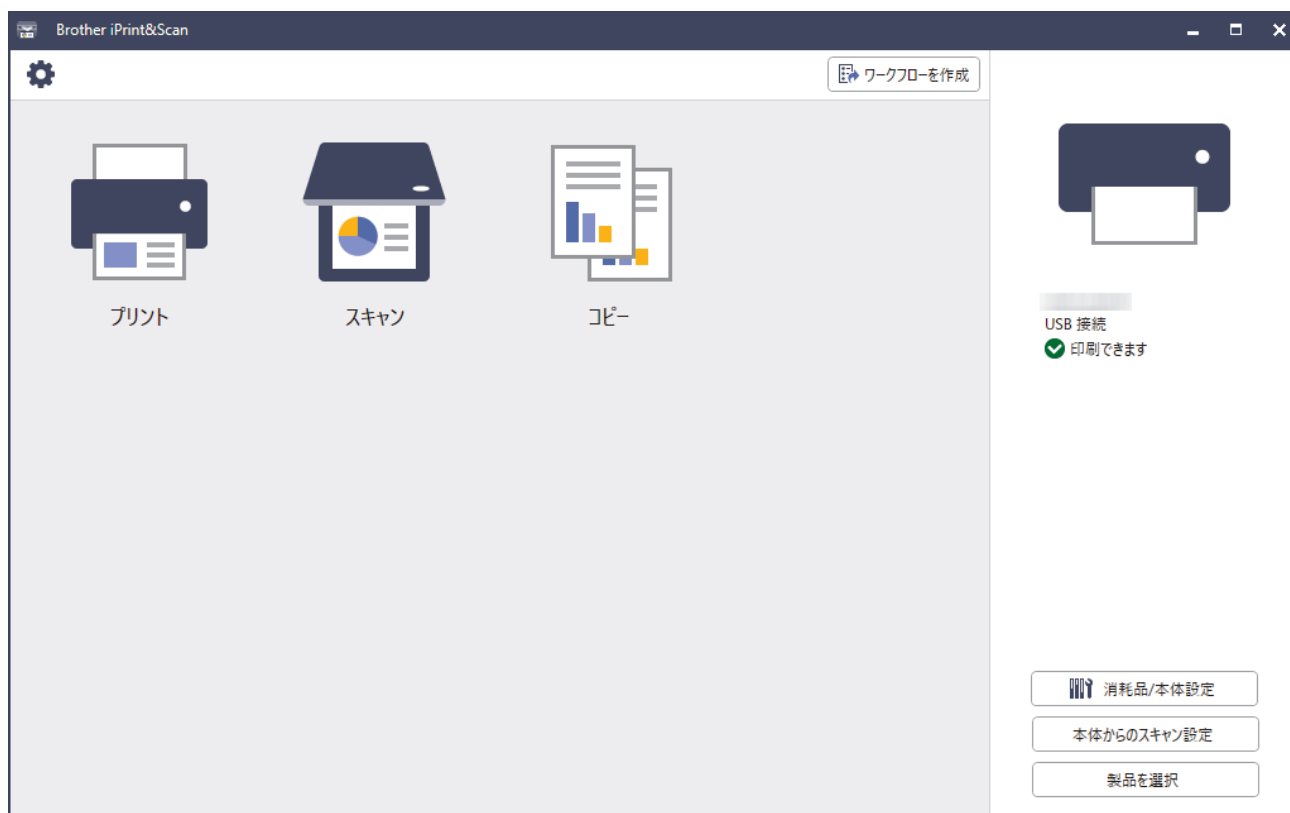 Brother iPrint&Scan
ワークフローを作成
プリント
スキャン
コピー
USB 接続
印刷できます
消耗品/本体設定
本体からのスキャン設定
製品を選択